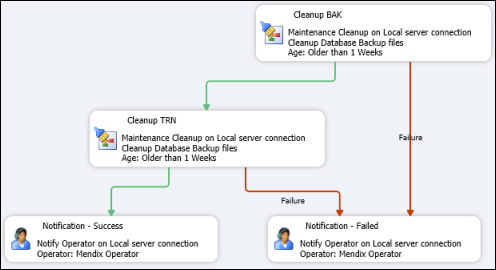 Cleanup BAK
Maintenance Cleanup on Local server connection
Cleanup Database Backup files
Age: Older than 1 Weeks
Failure
Cleanup TRN
Maintenance Cleanup on Local server connection
Cleanup Database Backup files
Age: Older than 1 Weeks
Failure
Notification - Success
Notify Operator on Local server connection
Operator: Mendix Operator
Notification - Failed
Notify Operator on Local server connection
Operator: Mendix Operator